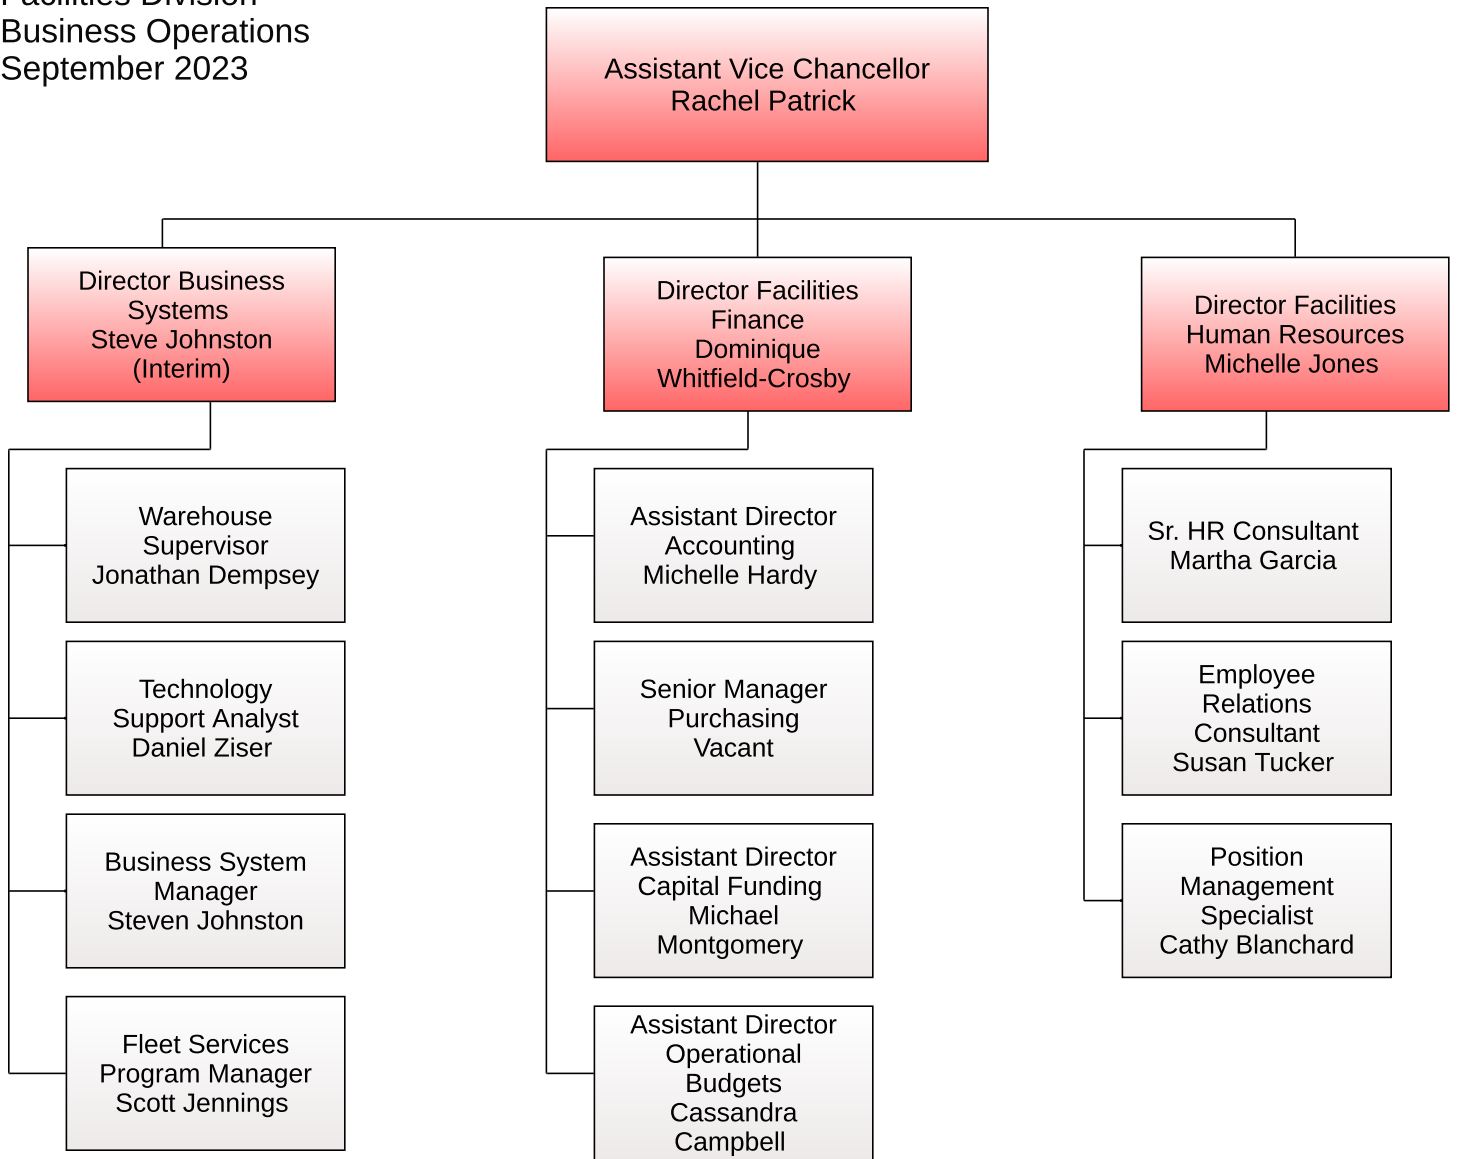 Facilities Division
Business Operations
September 2023
Assistant Vice Chancellor
Rachel Patrick
Director Business
Systems
Steve Johnston
(Interim)
Director Facilities
Finance
Dominique
Whitfield-Crosby
Director Facilities
Human Resources
Michelle Jones
Warehouse
Supervisor
Jonathan Dempsey
Technology
Support Analyst
Daniel Ziser
Business System
Manager
Steven Johnston
Fleet Services
Program Manager
Scott Jennings
Assistant Director
Accounting
Michelle Hardy
Senior Manager
Purchasing
Vacant
Assistant Director
Capital Funding
Michael
Montgomery
Assistant Director
Operational
Budgets
Cassandra
Campbell
Sr. HR Consultant
Martha Garcia
Employee
Relations
Consultant
Susan Tucker
Position
Management
Specialist
Cathy Blanchard